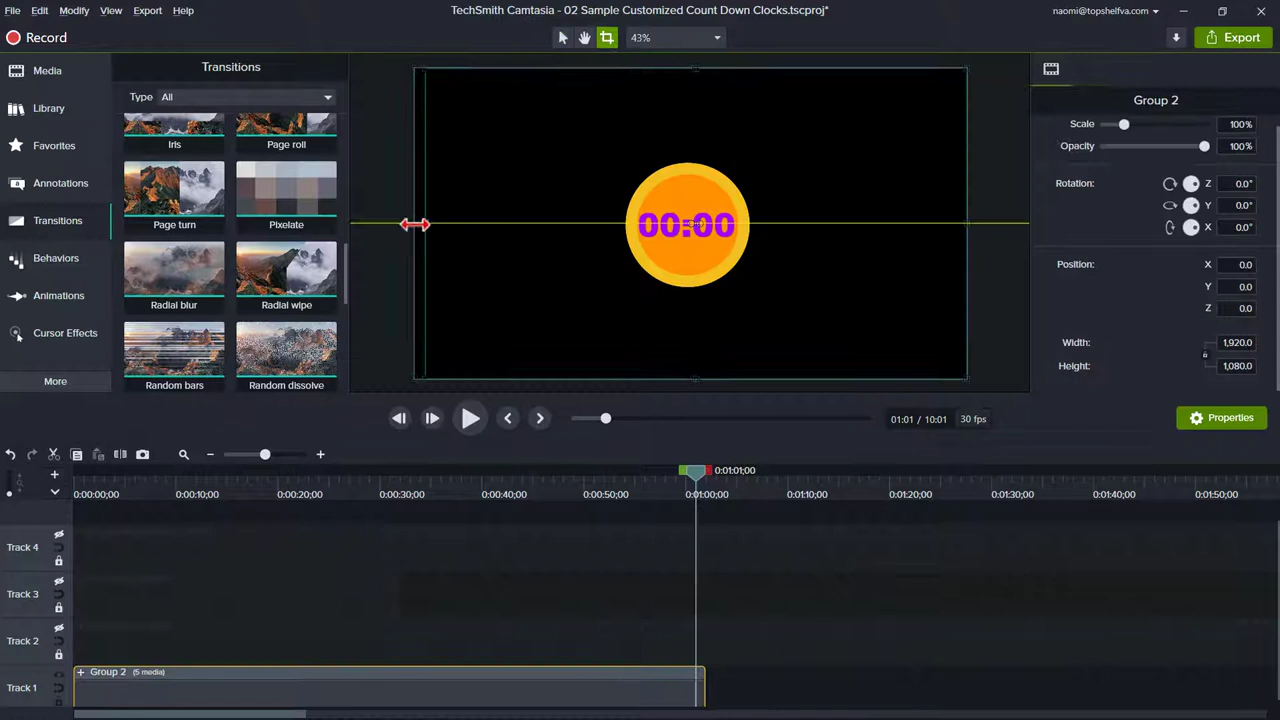 File Edit Modify View Export Help
TechSmith Camtasia - 02 Sample Customized Count Down Clocks.tscproj*
naomi@topshelfva.com
Record
43%
Export
Media
Library
Favorites
Annotations
Transitions
Behaviors
Animations
Cursor Effects
More
Transitions
Type All
Iris Page roll
Page turn Pixelate
Radial blur Radial wipe
Random bars Random dissolve
00:00
Group 2
Scale 100%
Opacity 100%
Rotation: Z 0.0°
Y 0.0°
X 0.0°
Position: X 0.0
Y 0.0
Z 0.0
Width: 1,920.0
Height: 1,080.0
01:01 / 10:01 30 fps
Properties
0:01:01;00
0:00:00;00 0:00:10;00 0:00:20;00 0:00:30;00 0:00:40;00 0:00:50;00 0:01:00;00 0:01:10;00 0:01:20;00 0:01:30;00 0:01:40;00 0:01:50;00
Track 4
Track 3
Track 2
Track 1
+ Group 2 (5 media)